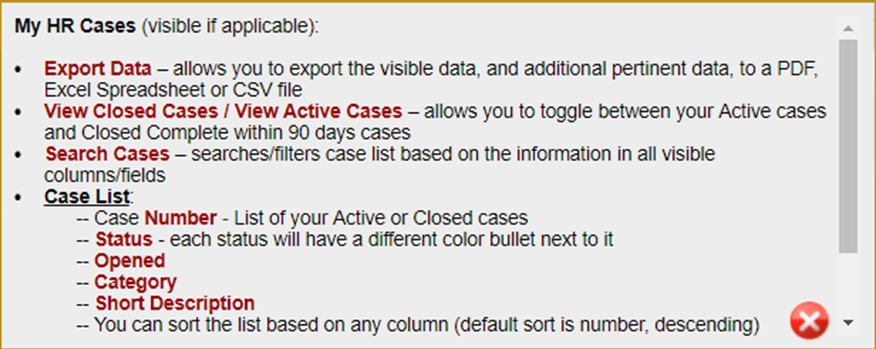 My HR Cases (visible if applicable):
• Export Data – allows you to export the visible data, and additional pertinent data, to a PDF,
Excel Spreadsheet or CSV file
• View Closed Cases / View Active Cases – allows you to toggle between your Active cases
and Closed Complete within 90 days cases
• Search Cases – searches/filters case list based on the information in all visible
columns/fields
• Case List:
-- Case Number - List of your Active or Closed cases
-- Status - each status will have a different color bullet next to it
-- Opened
-- Category
-- Short Description
-- You can sort the list based on any column (default sort is number, descending)